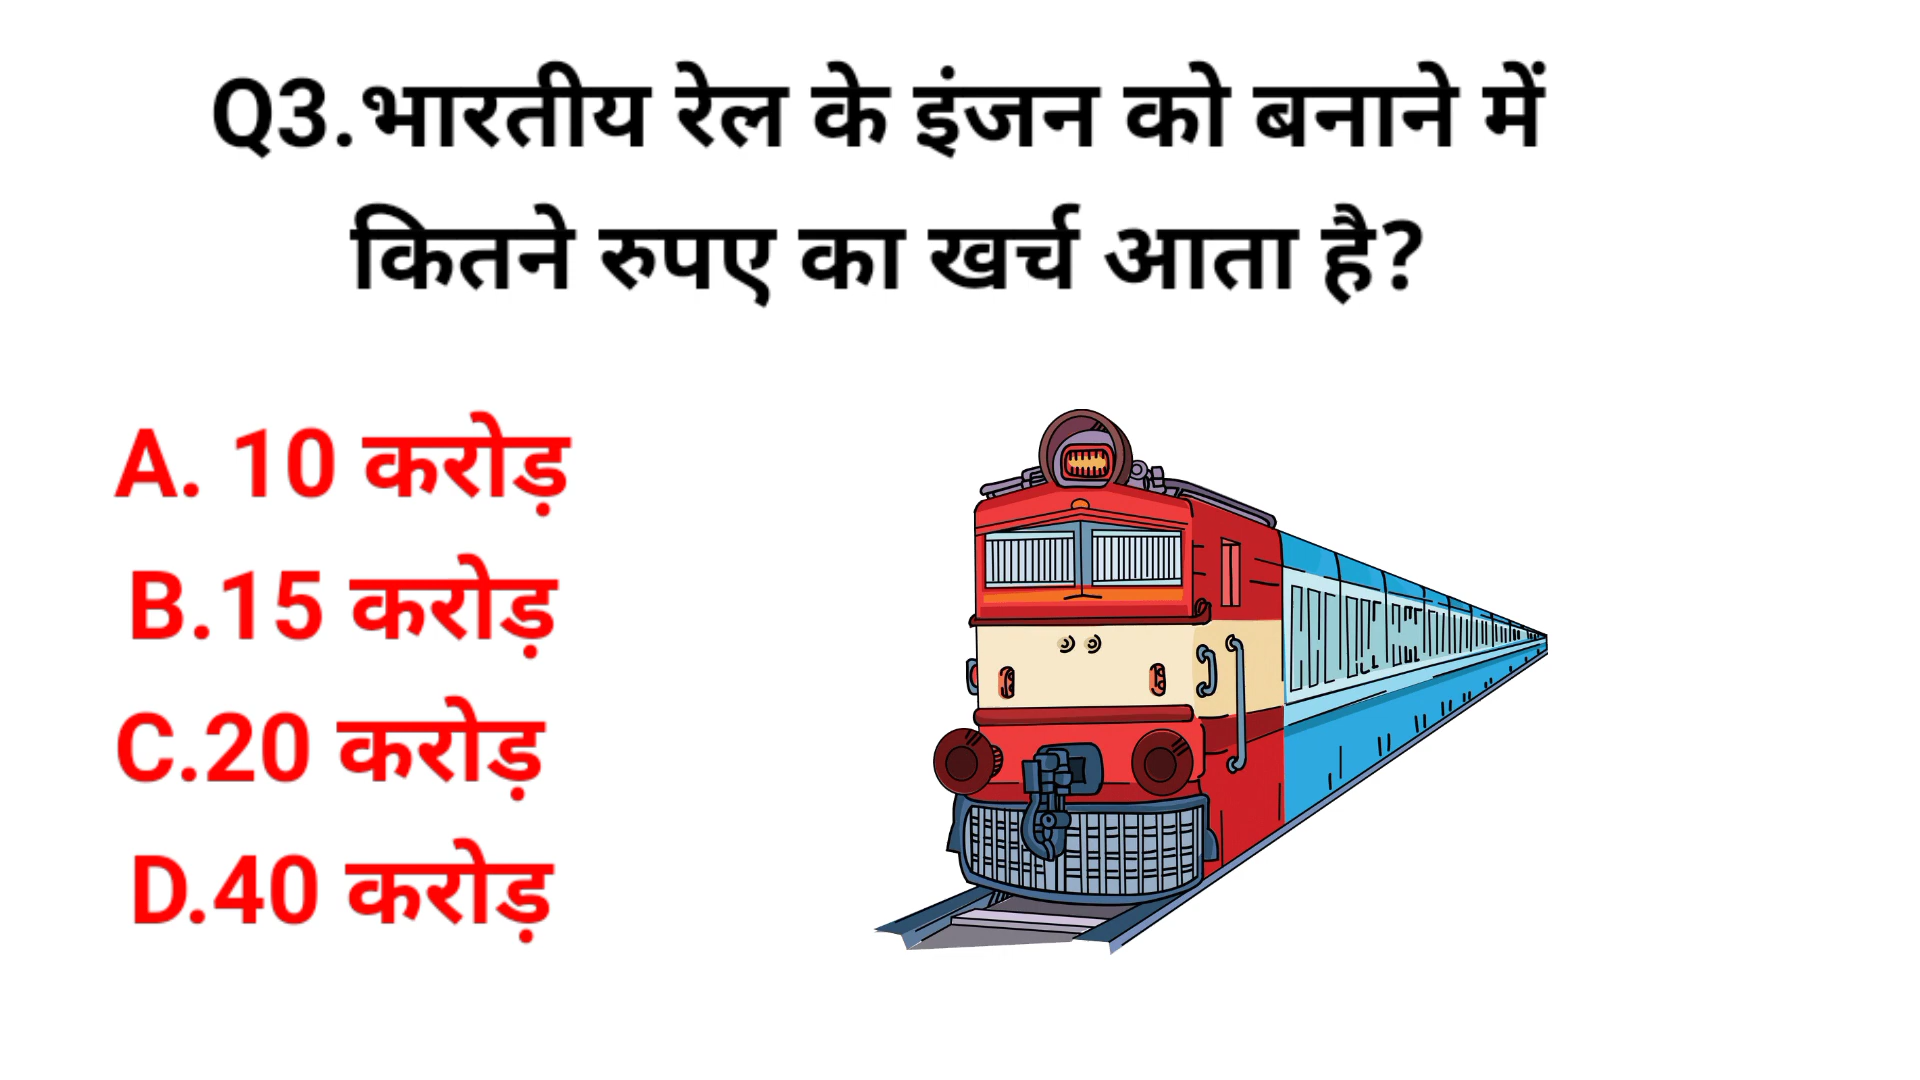 Q3.भारतीय रेल के इंजन को बनाने में
कितने रुपए का खर्च आता है?
A. 10 करोड़
B.15 करोड़
C.20 करोड़
D.40 करोड़